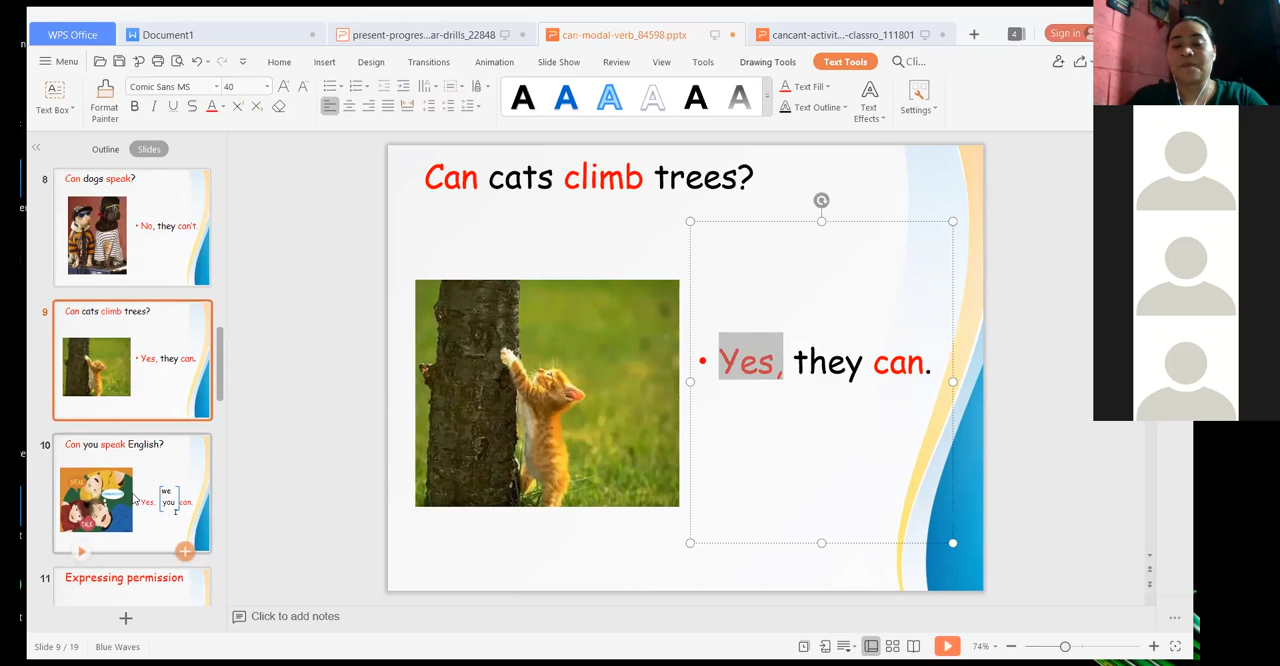 WPS Office
Document1
present-progres...ar-drills_22848
can-modal-verb_84598.pptx
cancant-activit...-classro_111801
4
Sign in
Menu
Home
Insert
Design
Transitions
Animation
Slide Show
Review
View
Tools
Drawing Tools
Text Tools
Cli...
Text Box
Format
Painter
Comic Sans MS
40
Text Fill
Text Outline
Text
Effects
Settings
Outline
Slides
8
Can dogs speak?
• No, they can't.
9
Can cats climb trees?
• Yes, they can.
10
Can you speak English?
SPEAK
TALK
Yes,
we
you
can.
11
Expressing permission
Can cats climb trees?
• Yes, they can.
Click to add notes
Slide 9 / 19
Blue Waves
74%